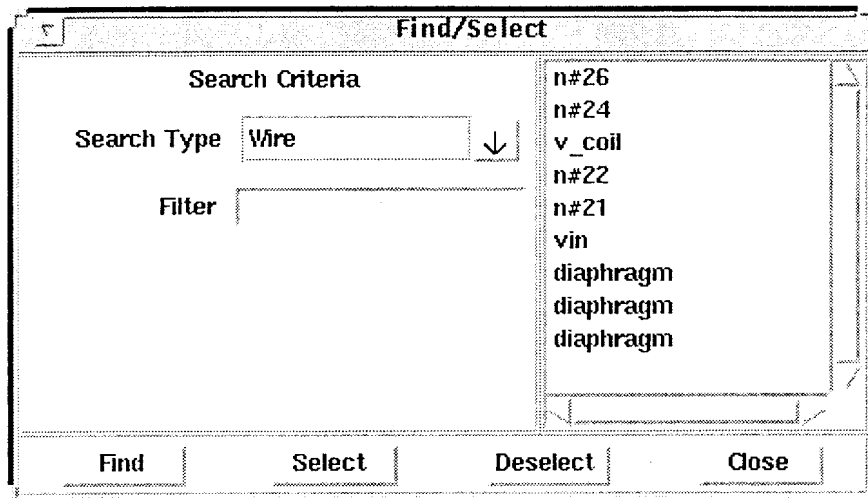 Find/Select
Search Criteria
Search Type Wire
Filter
n#26
n#24
v_coil
n#22
n#21
vin
diaphragm
diaphragm
diaphragm
Find Select Deselect Close